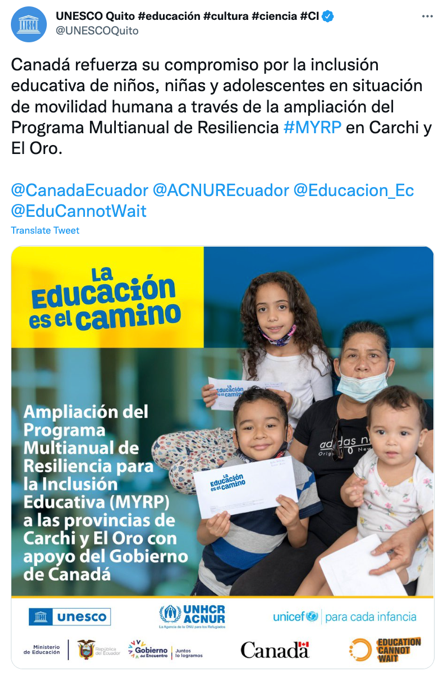 UNESCO Quito #educación #cultura #ciencia #CI
@UNESCOQuito
Canadá refuerza su compromiso por la inclusión
educativa de niños, niñas y adolescentes en situación
de movilidad humana a través de la ampliación del
Programa Multianual de Resiliencia #MYRP en Carchi y
El Oro.
@CanadaEcuador @ACNUREcuador @Educacion_Ec
@EduCannotWait
Translate Tweet
La
Educación
es el camino
La
Educación
es el camino
adidas
La
Educación
es el camino
Ampliación del
Programa
Multianual de
Resiliencia para
la Inclusión
Educativa (MYRP)
a las provincias de
Carchi y El Oro con
apoyo del Gobierno
de Canadá
unesco
UNHCR
ACNUR
La Agencia de la ONU para los Refugiados
unicef | para cada infancia
Ministerio
de Educación
República
del Ecuador
Gobierno
del Encuentro
Juntos
lo logramos
Canada
EDUCATION
CANNOT
WAIT